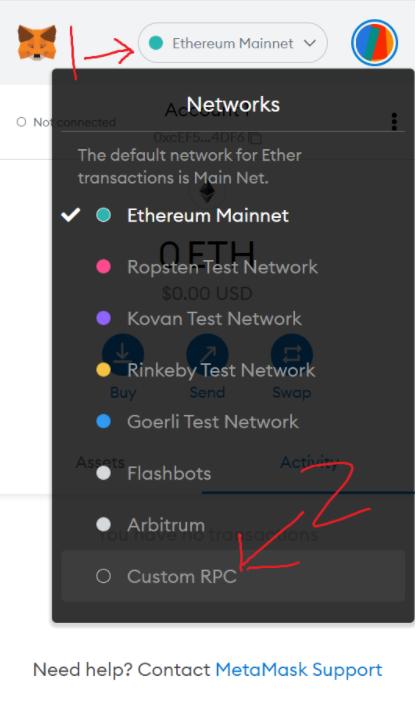 1
Ethereum Mainnet
Networks
Account 1
Not connected
0xcEF5...4DF6
The default network for Ether
transactions is Main Net.
Ethereum Mainnet
0 ETH
Ropsten Test Network
$0.00 USD
Kovan Test Network
Rinkeby Test Network
Buy Send Swap
Goerli Test Network
Assets Activity
Flashbots
2
Arbitrum
You have no transactions
Custom RPC
Need help? Contact MetaMask Support